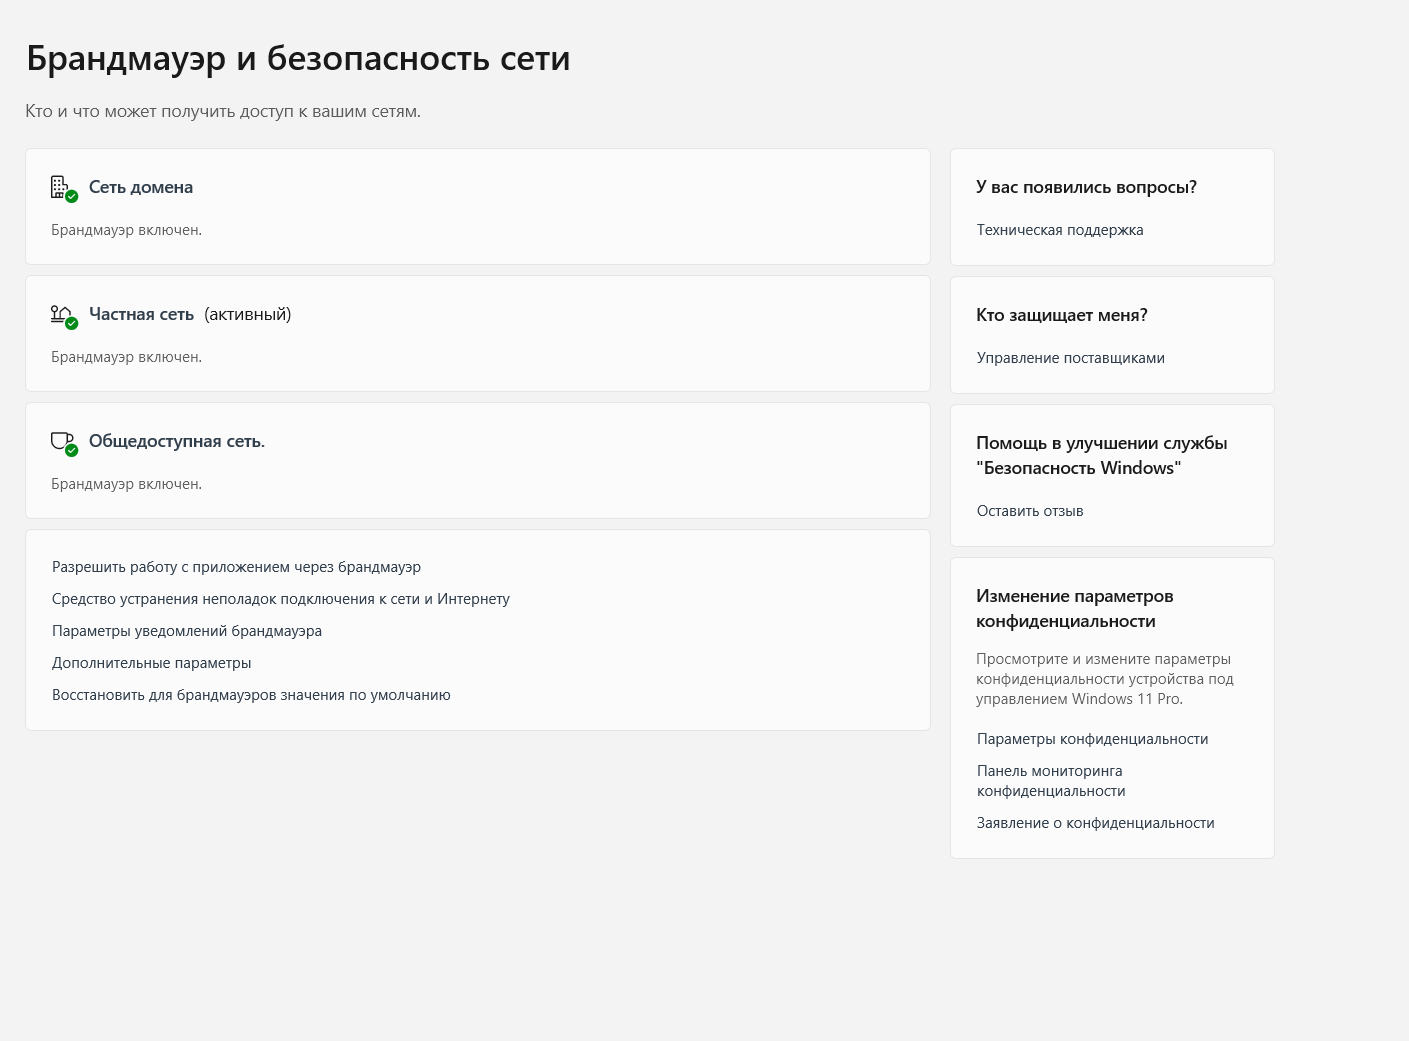 Брандмауэр и безопасность сети
Кто и что может получить доступ к вашим сетям.
Сеть домена
Брандмауэр включен.
Частная сеть (активный)
Брандмауэр включен.
Общедоступная сеть.
Брандмауэр включен.
Разрешить работу с приложением через брандмауэр
Средство устранения неполадок подключения к сети и Интернету
Параметры уведомлений брандмауэра
Дополнительные параметры
Восстановить для брандмауэров значения по умолчанию
У вас появились вопросы?
Техническая поддержка
Кто защищает меня?
Управление поставщиками
Помощь в улучшении службы
"Безопасность Windows"
Оставить отзыв
Изменение параметров
конфиденциальности
Просмотрите и измените параметры
конфиденциальности устройства под
управлением Windows 11 Pro.
Параметры конфиденциальности
Панель мониторинга
конфиденциальности
Заявление о конфиденциальности